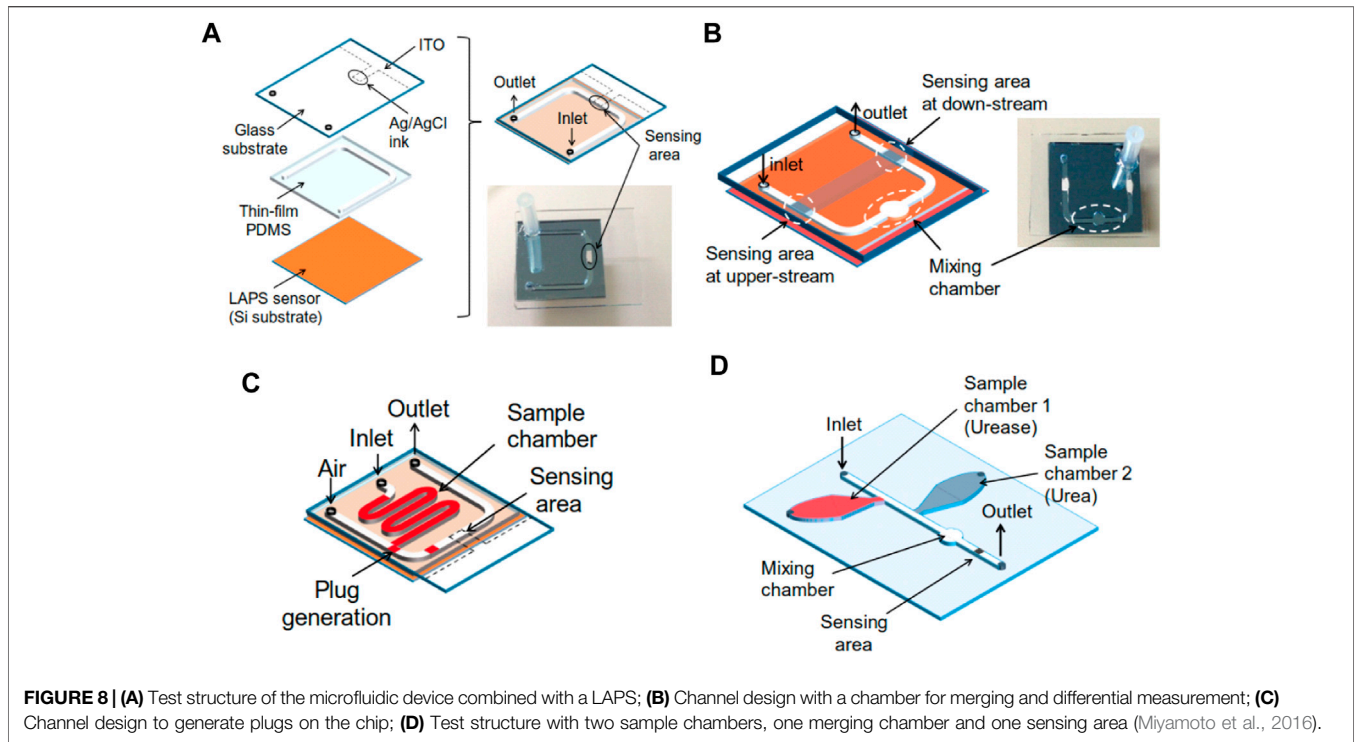 A
ITO
Glass
substrate
Ag/AgCl
ink
Thin-film
PDMS
LAPS sensor
(Si substrate)
Outlet
Inlet
Sensing
area
B
Sensing area
at down-stream
outlet
inlet
Sensing area
at upper-stream
Mixing
chamber
C
Outlet
Inlet
Air
Sample
chamber
Sensing
area
Plug
generation
D
Sample
chamber 1
(Urease)
Inlet
Sample
chamber 2
(Urea)
Outlet
Mixing
chamber
Sensing
area
FIGURE 8 | (A) Test structure of the microfluidic device combined with a LAPS; (B) Channel design with a chamber for merging and differential measurement; (C)
Channel design to generate plugs on the chip; (D) Test structure with two sample chambers, one merging chamber and one sensing area (Miyamoto et al., 2016).